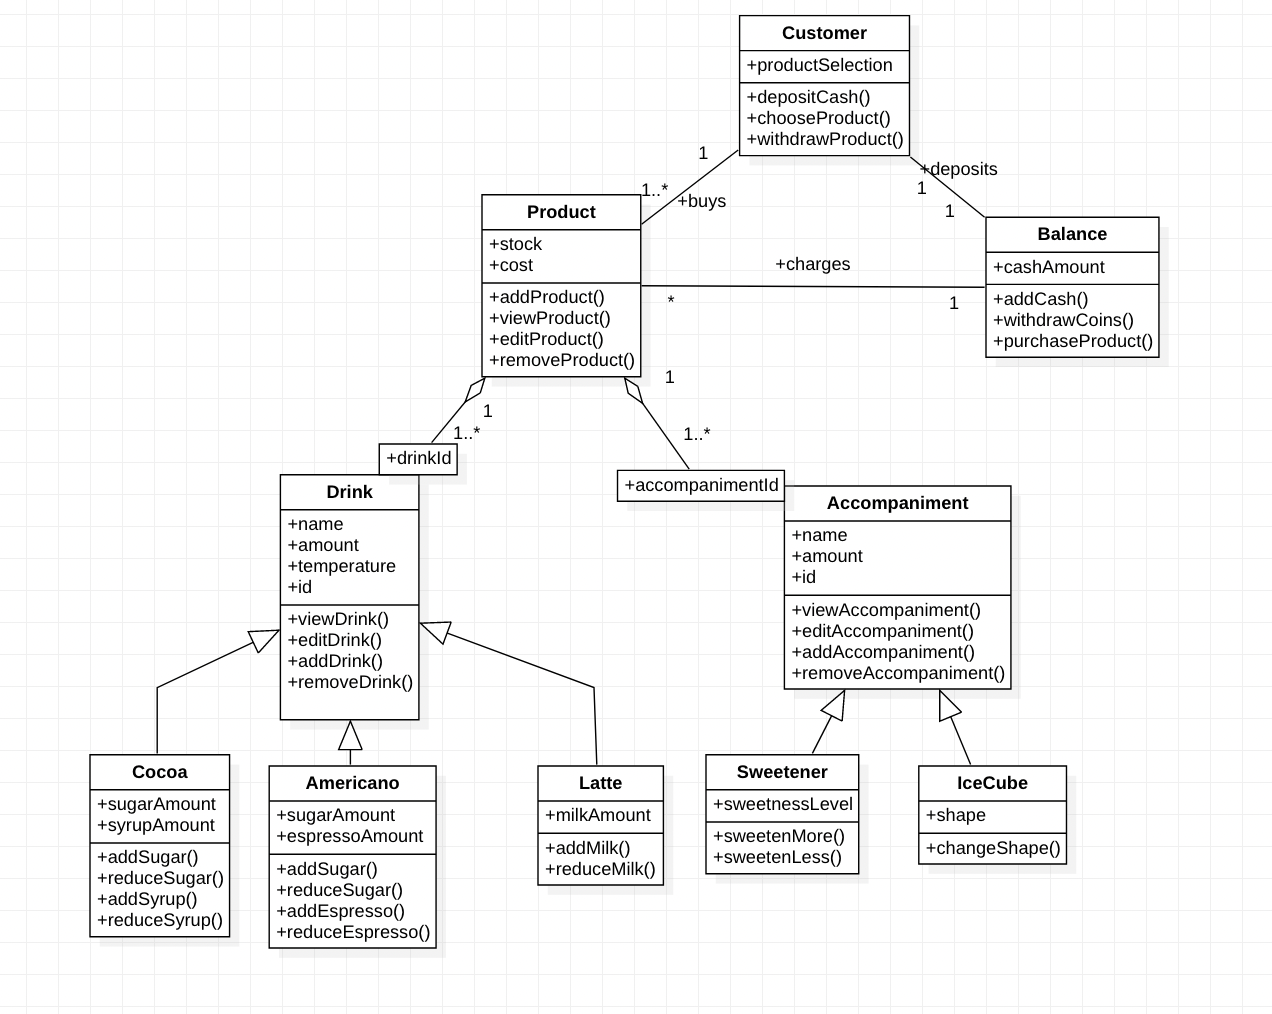 Customer
+productSelection
+depositCash()
+chooseProduct()
+withdrawProduct()
1
1..*
+buys
+deposits
1
1
Product
+stock
+cost
+addProduct()
+viewProduct()
+editProduct()
+removeProduct()
+charges
*
1
Balance
+cashAmount
+addCash()
+withdrawCoins()
+purchaseProduct()
1
1..*
1
1..*
+drinkId
+accompanimentId
Drink
+name
+amount
+temperature
+id
+viewDrink()
+editDrink()
+addDrink()
+removeDrink()
Accompaniment
+name
+amount
+id
+viewAccompaniment()
+editAccompaniment()
+addAccompaniment()
+removeAccompaniment()
Cocoa
+sugarAmount
+syrupAmount
+addSugar()
+reduceSugar()
+addSyrup()
+reduceSyrup()
Americano
+sugarAmount
+espressoAmount
+addSugar()
+reduceSugar()
+addEspresso()
+reduceEspresso()
Latte
+milkAmount
+addMilk()
+reduceMilk()
Sweetener
+sweetnessLevel
+sweetenMore()
+sweetenLess()
IceCube
+shape
+changeShape()